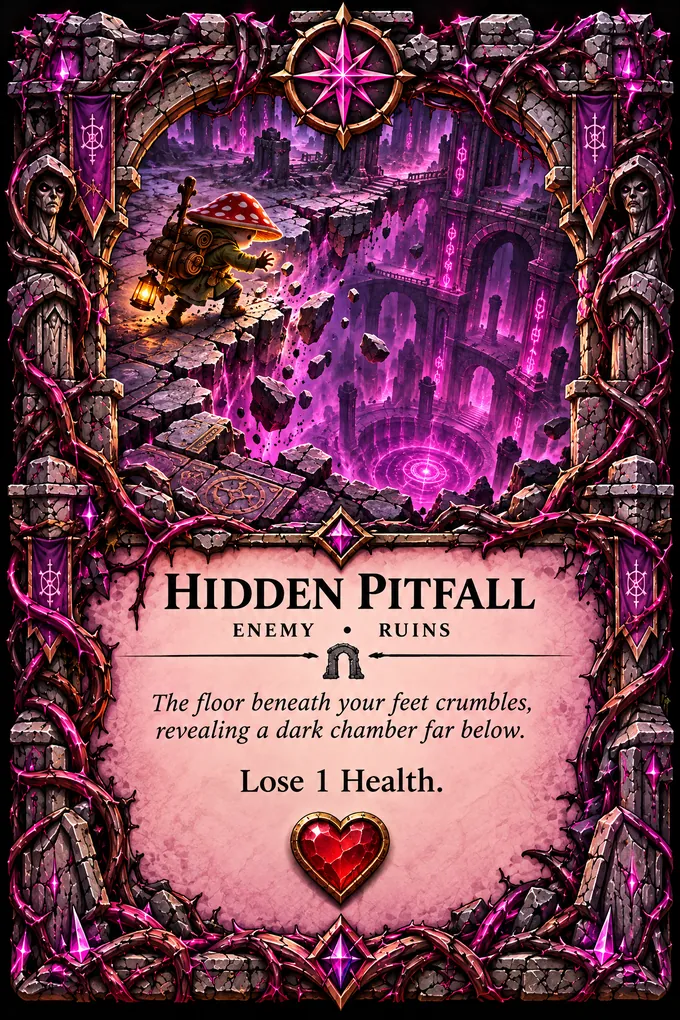 HIDDEN PITFALL
ENEMY • RUINS
The floor beneath your feet crumbles,
revealing a dark chamber far below.
Lose 1 Health.